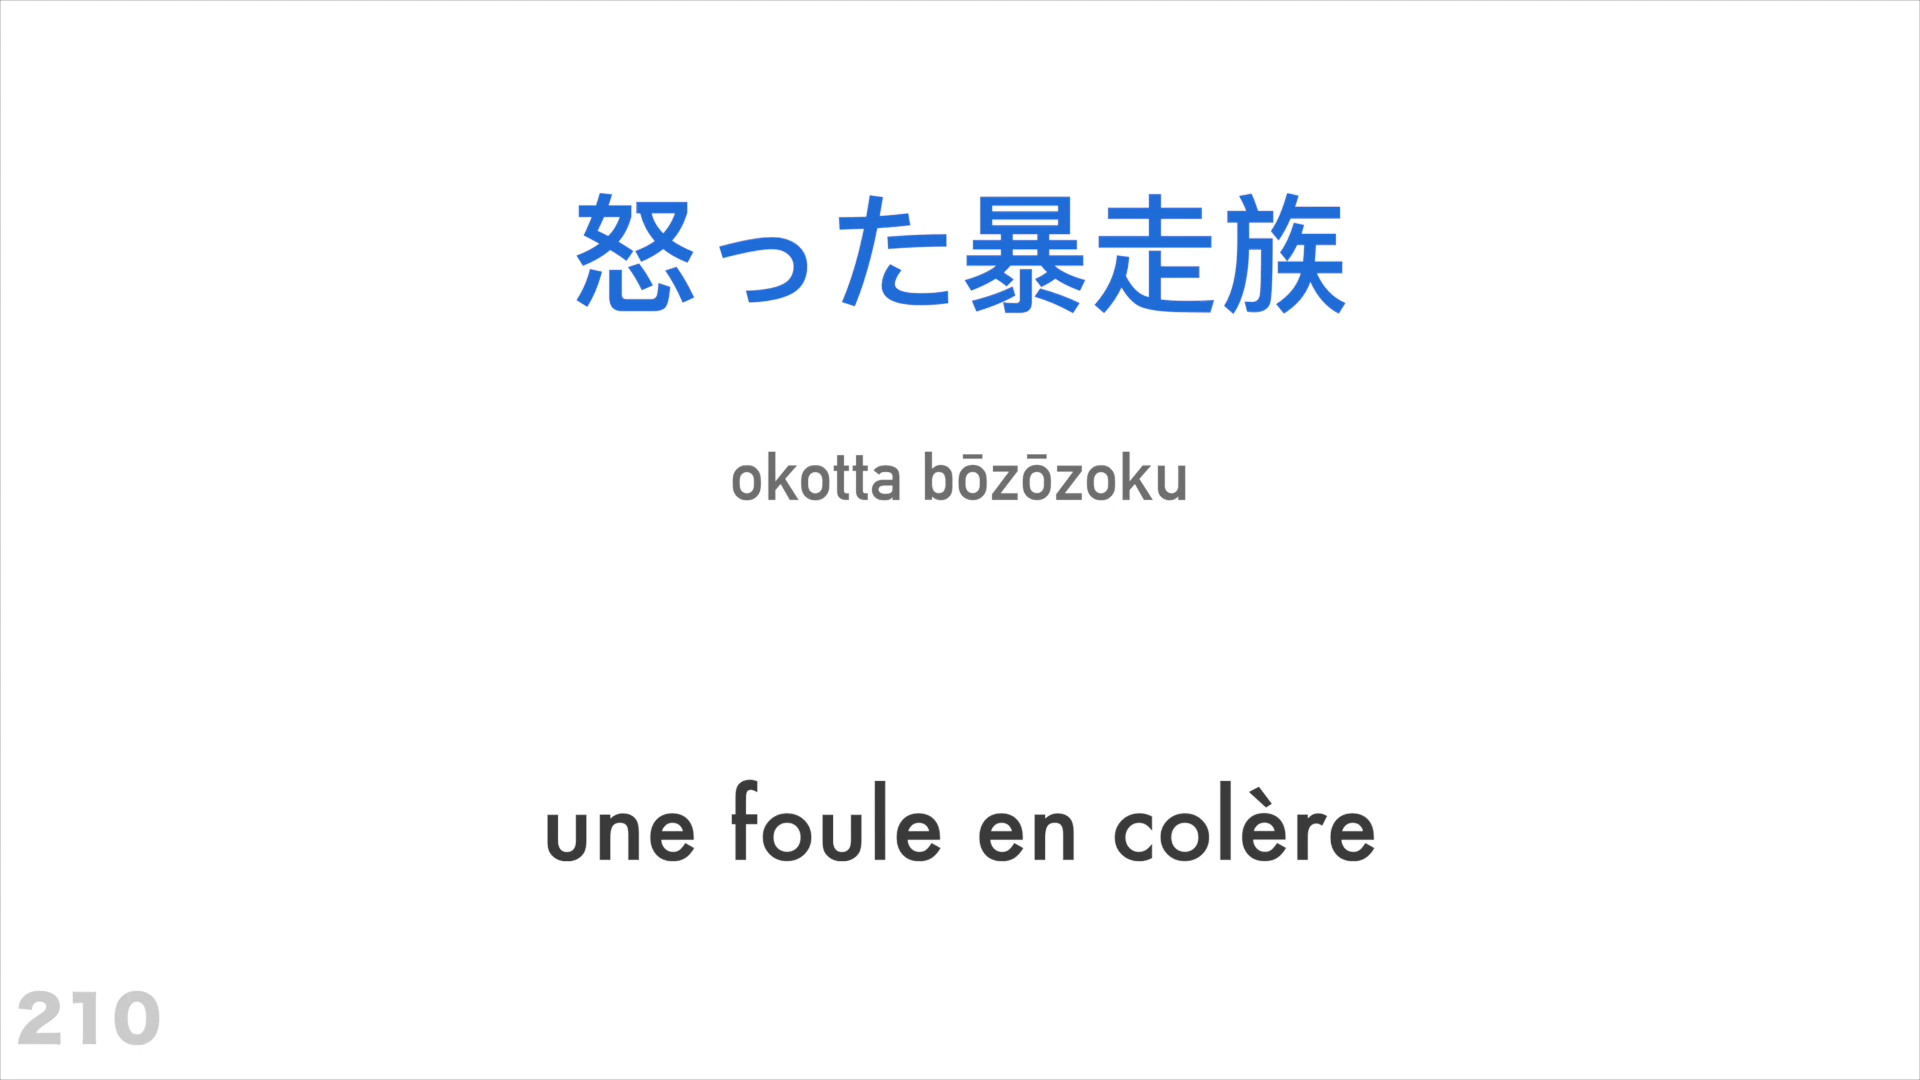 怒った暴走族
okotta bōzōzoku
une foule en colère
210